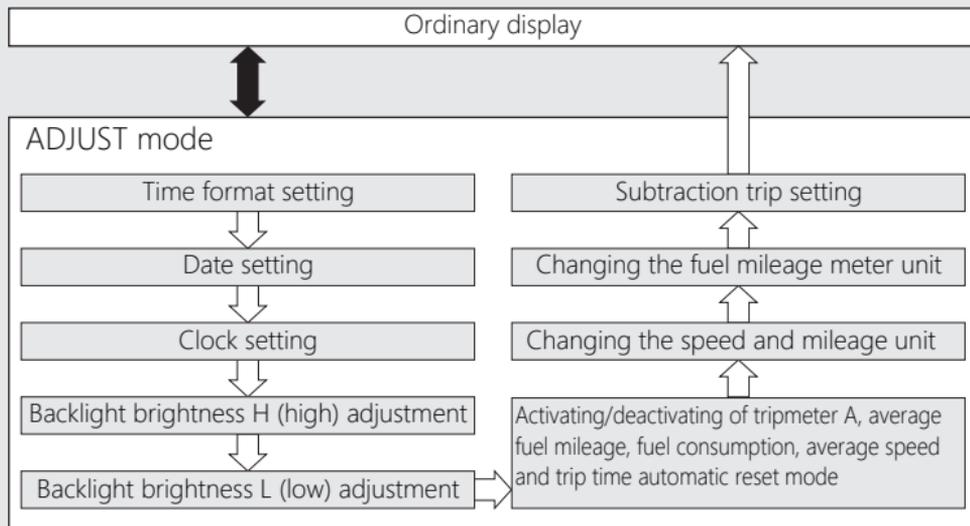 Ordinary display
ADJUST mode
Time format setting
Date setting
Clock setting
Backlight brightness H (high) adjustment
Backlight brightness L (low) adjustment
Activating/deactivating of tripmeter A, average
fuel mileage, fuel consumption, average speed
and trip time automatic reset mode
Changing the speed and mileage unit
Changing the fuel mileage meter unit
Subtraction trip setting